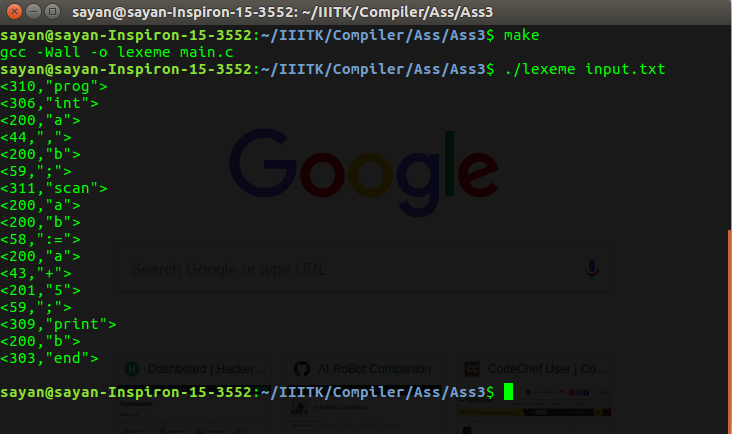 sayan@sayan-Inspiron-15-3552: ~/IIITK/Compiler/Ass/Ass3
sayan@sayan-Inspiron-15-3552:~/IIITK/Compiler/Ass/Ass3$ make
gcc -Wall -o lexeme main.c
sayan@sayan-Inspiron-15-3552:~/IIITK/Compiler/Ass/Ass3$ ./lexeme input.txt
<310,"prog">
<306,"int">
<200,"a">
<44,",">
<200,"b">
<59,";">
<311,"scan">
<200,"a">
<200,"b">
<58,":=">
<200,"a">
<43,"+">
<201,"5">
<59,";">
<309,"print">
<200,"b">
<303,"end">
sayan@sayan-Inspiron-15-3552:~/IIITK/Compiler/Ass/Ass3$
Google
Search Google or type URL
Dashboard | Hacker...
AI RoBot Companion
CodeChef User | Co...